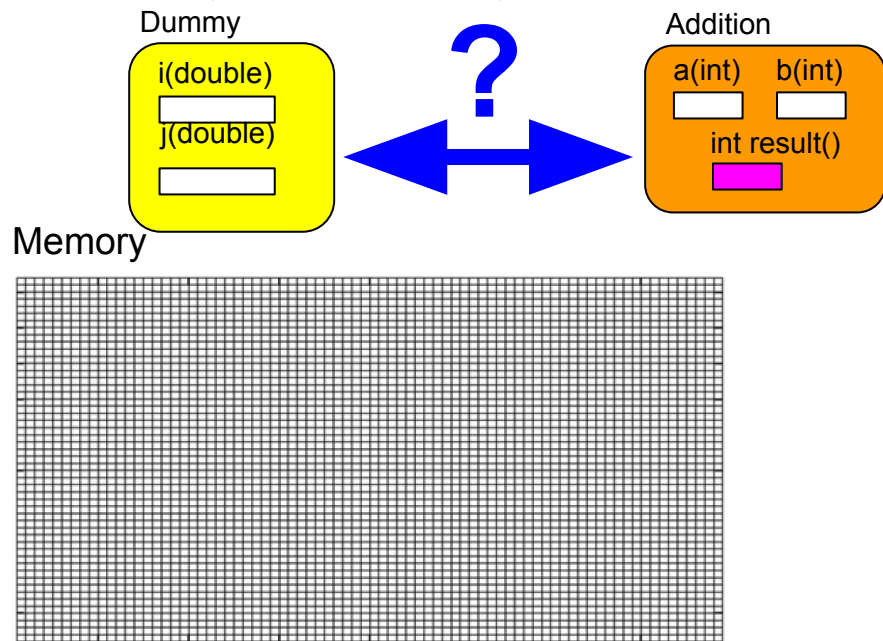 Dummy
i(double)
j(double)
?
Addition
a(int) b(int)
int result()
Memory